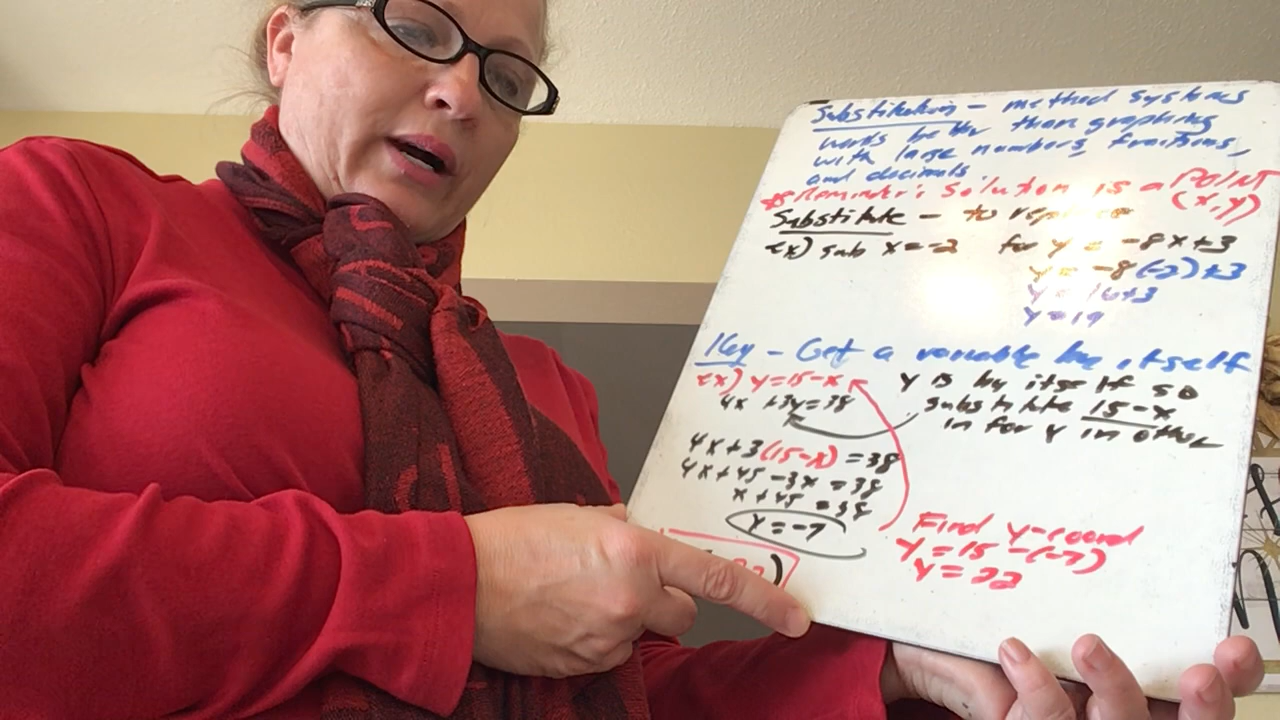 Substitution - method systems
works better than graphing
with large numbers, fractions,
and decimals.
*Reminder: Solution is a POINT
(x,y)
Substitute - to replace
ex) sub x=-2 for y = -8x+3
y = -8(-2)+3
y = 16+3
y = 19
Key - Get a variable by itself
ex) y=15-x
4x +3y=38
y is by itself so
substitute 15-x
in for y in other
4x+3(15-x) =38
4x+45-3x =38
x+45 =38
x=-7
Find y-coord
y=15-(-7)
y=22
22)